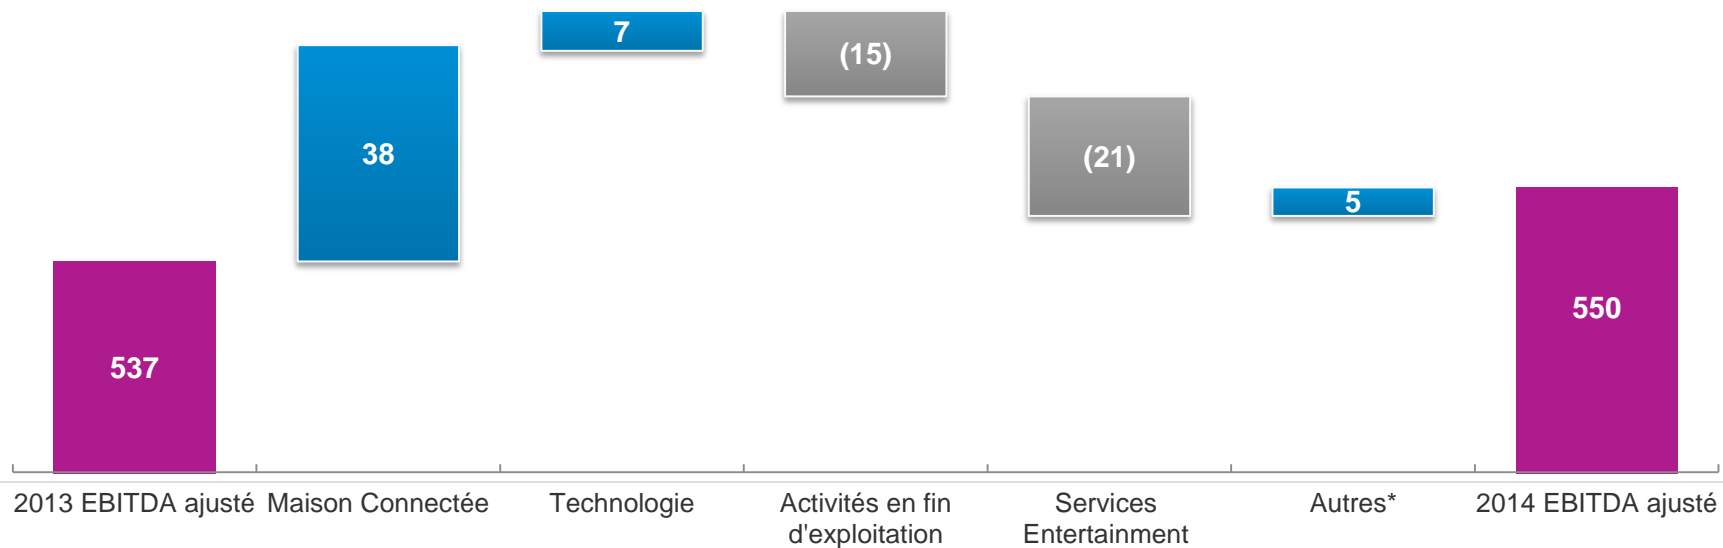 537
38
7
(15)
(21)
5
550
2013 EBITDA ajusté
Maison Connectée
Technologie
Activités en fin
d'exploitation
Services
Entertainment
Autres*
2014 EBITDA ajusté